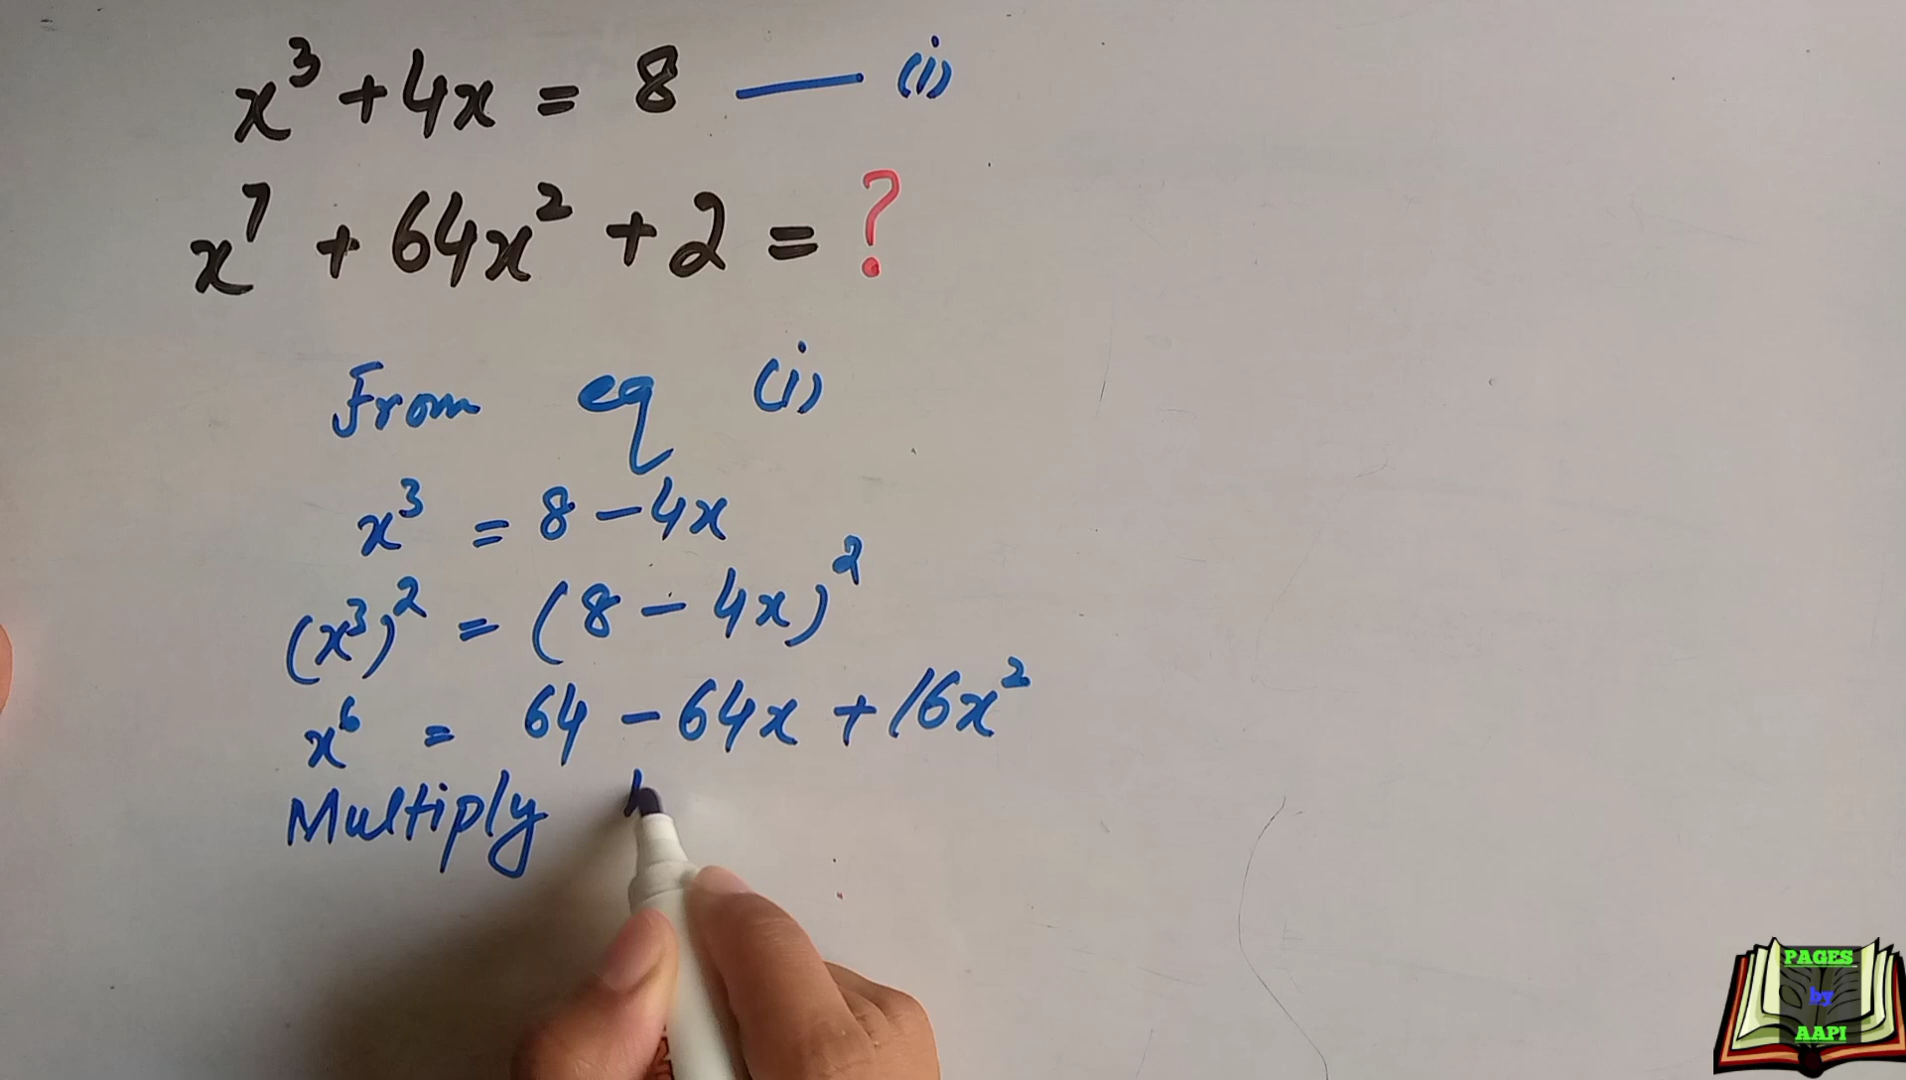 x³ + 4x = 8 — (i)
x⁷ + 64x² + 2 = ?
From eq (i)
x³ = 8 - 4x
(x³)² = (8 - 4x)²
x⁶ = 64 - 64x + 16x²
Multiply
PAGES
by
AAPI